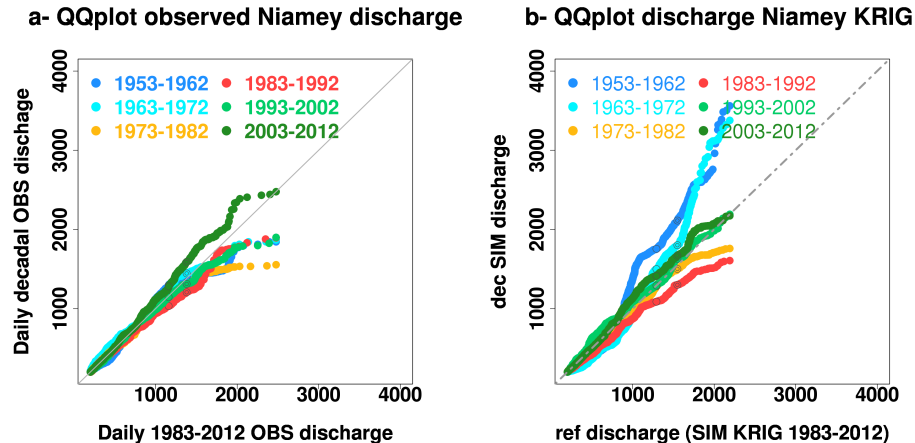 a- QQplot observed Niamey discharge
Daily decadal OBS dischage
4000
3000
2000
1000
1953-1962
1963-1972
1973-1982
1983-1992
1993-2002
2003-2012
1000 2000 3000 4000
Daily 1983-2012 OBS discharge
b- QQplot discharge Niamey KRIG
dec SIM discharge
4000
3000
2000
1000
1953-1962
1963-1972
1973-1982
1983-1992
1993-2002
2003-2012
1000 2000 3000 4000
ref discharge (SIM KRIG 1983-2012)